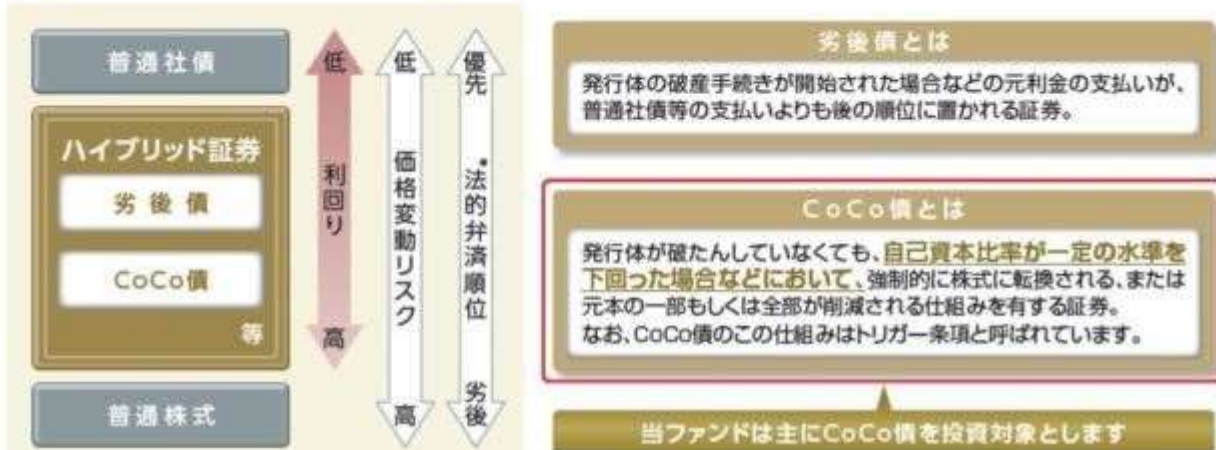 普通社債
ハイブリッド証券
劣後債
CoCo債
等
普通株式
低
利回り
高
低
価格変動リスク
高
優先
*法的弁済順位
劣後
劣後債とは
発行体の破産手続きが開始された場合などの元利金の支払いが、
普通社債等の支払いよりも後の順位に置かれる証券。
CoCo債とは
発行体が破たんしていなくても、自己資本比率が一定の水準を
下回った場合などにおいて、強制的に株式に転換される、または
元本の一部もしくは全部が削減される仕組みを有する証券。
なお、CoCo債のこの仕組みはトリガー条項と呼ばれています。
当ファンドは主にCoCo債を投資対象とします